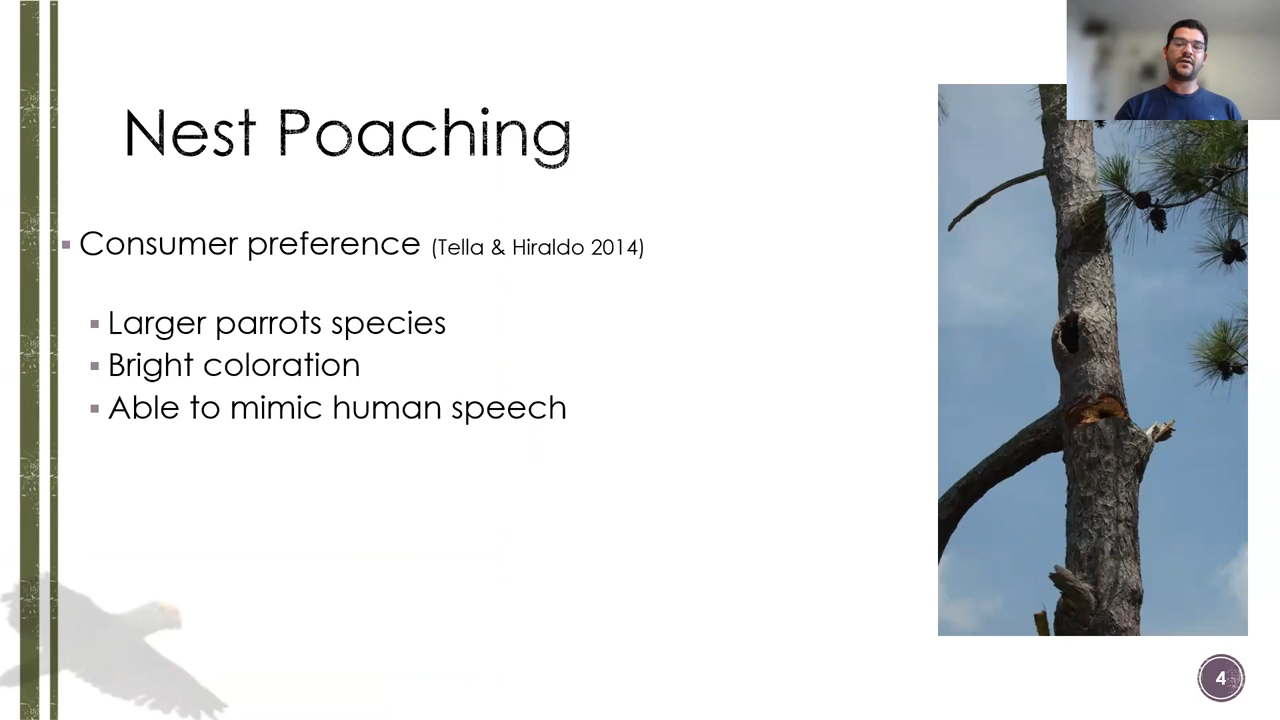 Nest Poaching
Consumer preference (Tella & Hiraldo 2014)
Larger parrots species
Bright coloration
Able to mimic human speech
4